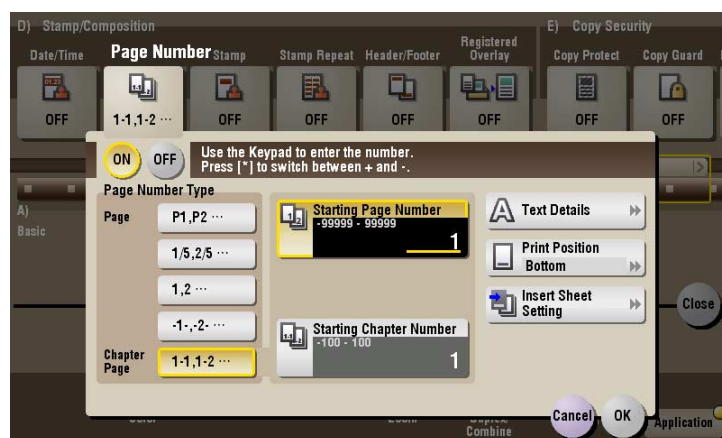 D) Stamp/Composition
E) Copy Security
Date/Time
Page Number
Stamp
Stamp Repeat
Header/Footer
Registered
Overlay
Copy Protect
Copy Guard
OFF
1-1,1-2 ···
OFF
OFF
OFF
OFF
OFF
OFF
ON
OFF
Use the Keypad to enter the number.
Press [*] to switch between + and -.
A)
Basic
Page Number Type
Page
P1,P2 ···
1/5,2/5 ···
1,2 ···
-1-,-2- ···
Chapter
Page
1-1,1-2 ···
Starting Page Number
-99999 - 99999
1
Starting Chapter Number
-100 - 100
1
Text Details
Print Position
Bottom
Insert Sheet
Setting
Close
Cancel
OK
Combine
Application